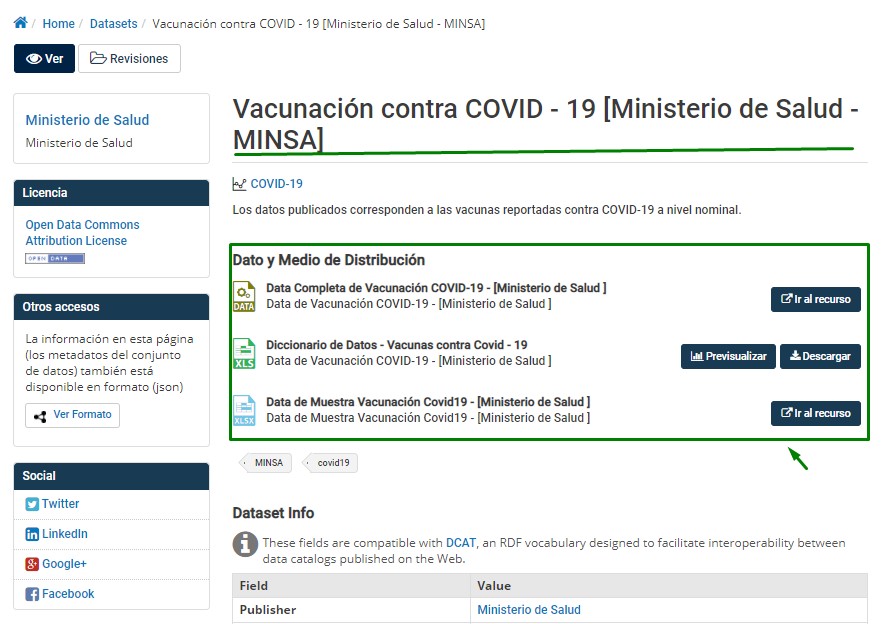 / Home / Datasets / Vacunación contra COVID - 19 [Ministerio de Salud - MINSA]
Ver
Revisiones
Ministerio de Salud
Ministerio de Salud
Licencia
Open Data Commons
Attribution License
OPEN DATA
Otros accesos
La información en esta página
(los metadatos del conjunto
de datos) también está
disponible en formato (json)
Ver Formato
Social
Twitter
LinkedIn
Google+
Facebook
Vacunación contra COVID - 19 [Ministerio de Salud -
MINSA]
COVID-19
Los datos publicados corresponden a las vacunas reportadas contra COVID-19 a nivel nominal.
Dato y Medio de Distribución
DATA
Data Completa de Vacunación COVID-19 - [Ministerio de Salud ]
Data de Vacunación COVID-19 - [Ministerio de Salud ]
Ir al recurso
XLS
Diccionario de Datos - Vacunas contra Covid - 19
Data de Vacunación COVID-19 - [Ministerio de Salud ]
Previsualizar
Descargar
XLSX
Data de Muestra Vacunación Covid19 - [Ministerio de Salud ]
Data de Muestra Vacunación Covid19 - [Ministerio de Salud ]
Ir al recurso
MINSA
covid19
Dataset Info
These fields are compatible with DCAT, an RDF vocabulary designed to facilitate interoperability between
data catalogs published on the Web.
Field Value
Publisher Ministerio de Salud